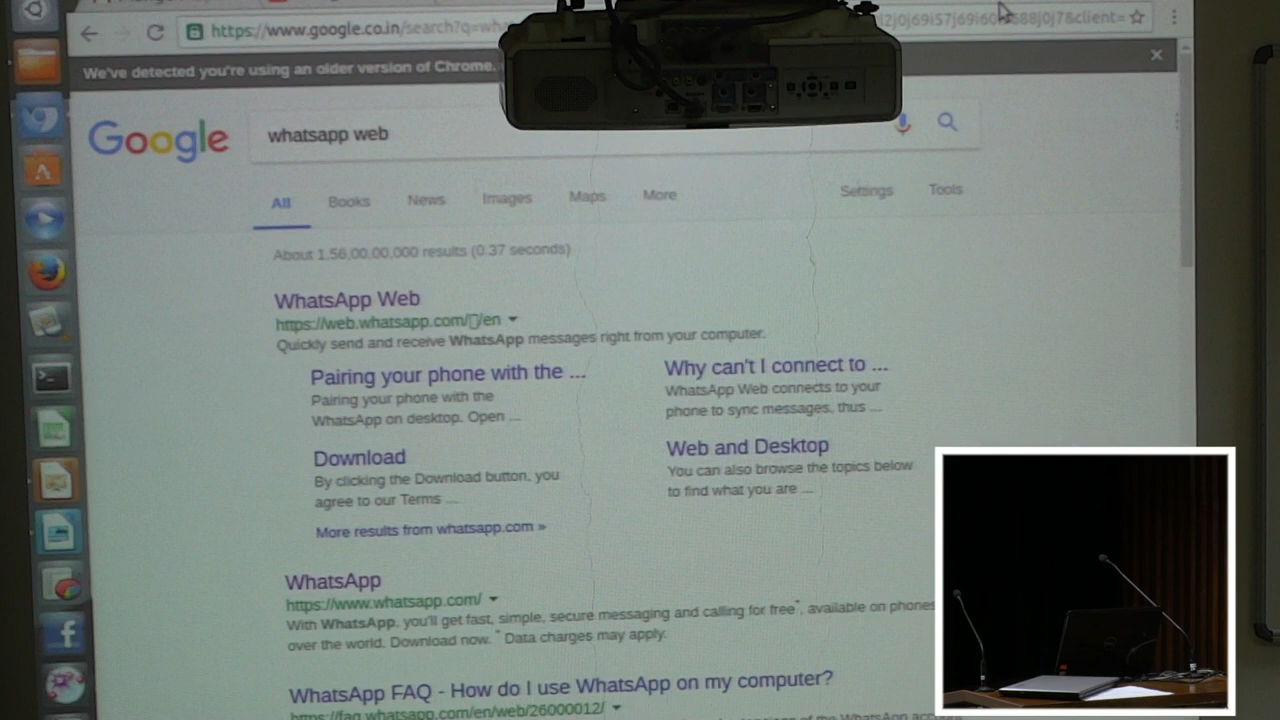 https://www.google.co.in/search?q=wh
l2j0j69i57j69i60 688j0j7&client=
We've detected you're using an older version of Chrome.
Google
whatsapp web
All Books News Images Maps More Settings Tools
About 1,56,00,00,000 results (0.37 seconds)
WhatsApp Web
https://web.whatsapp.com/▯/en
Quickly send and receive WhatsApp messages right from your computer.
Pairing your phone with the ...
Pairing your phone with the
WhatsApp on desktop. Open ...
Why can't I connect to ...
WhatsApp Web connects to your
phone to sync messages, thus ...
Download
By clicking the Download button, you
agree to our Terms ...
Web and Desktop
You can also browse the topics below
to find what you are ...
More results from whatsapp.com »
WhatsApp
https://www.whatsapp.com/
With WhatsApp, you'll get fast, simple, secure messaging and calling for free*, available on phones
over the world. Download now. * Data charges may apply.
WhatsApp FAQ - How do I use WhatsApp on my computer?
https://faq.whatsapp.com/en/web/26000012/